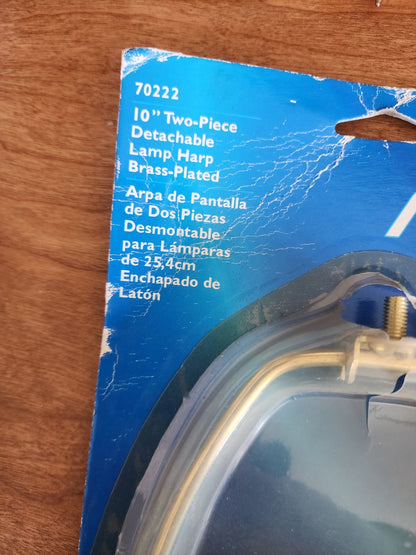 70222
10" Two-Piece
Detachable
Lamp Harp
Brass-Plated
Arpa de Pantalla
de Dos Piezas
Desmontable
para Lámparas
de 25,4cm
Enchapado de
Latón